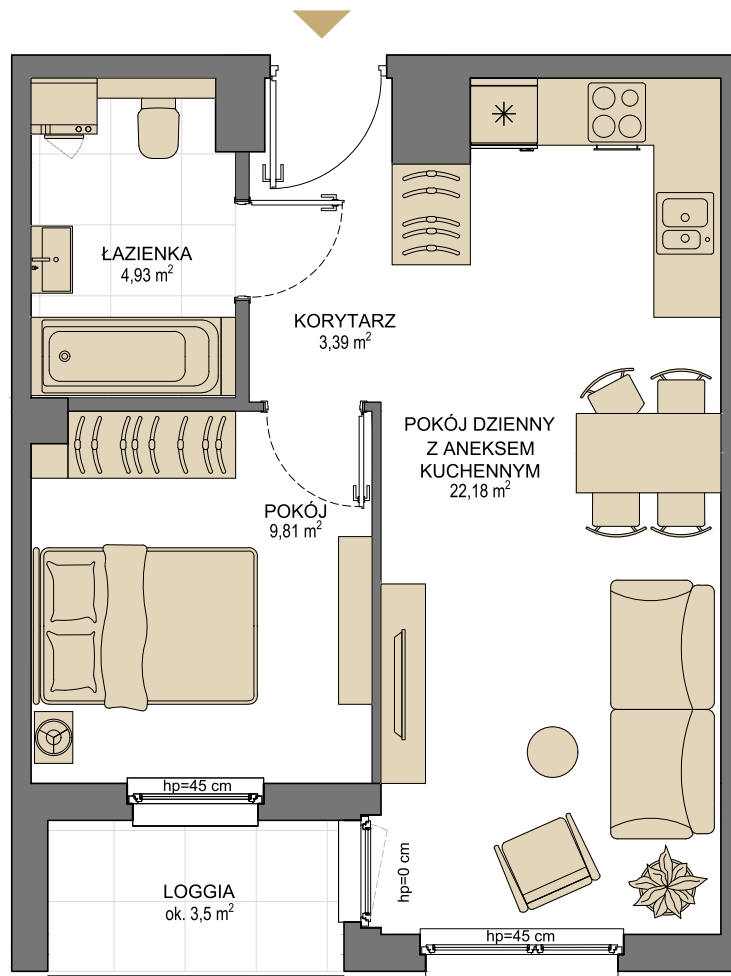 ŁAZIENKA
4,93 m²
KORYTARZ
3,39 m²
POKÓJ DZIENNY
Z ANEKSEM
KUCHENNYM
22,18 m²
POKÓJ
9,81 m²
hp=45 cm
LOGGIA
ok. 3,5 m²
hp=0 cm
hp=45 cm